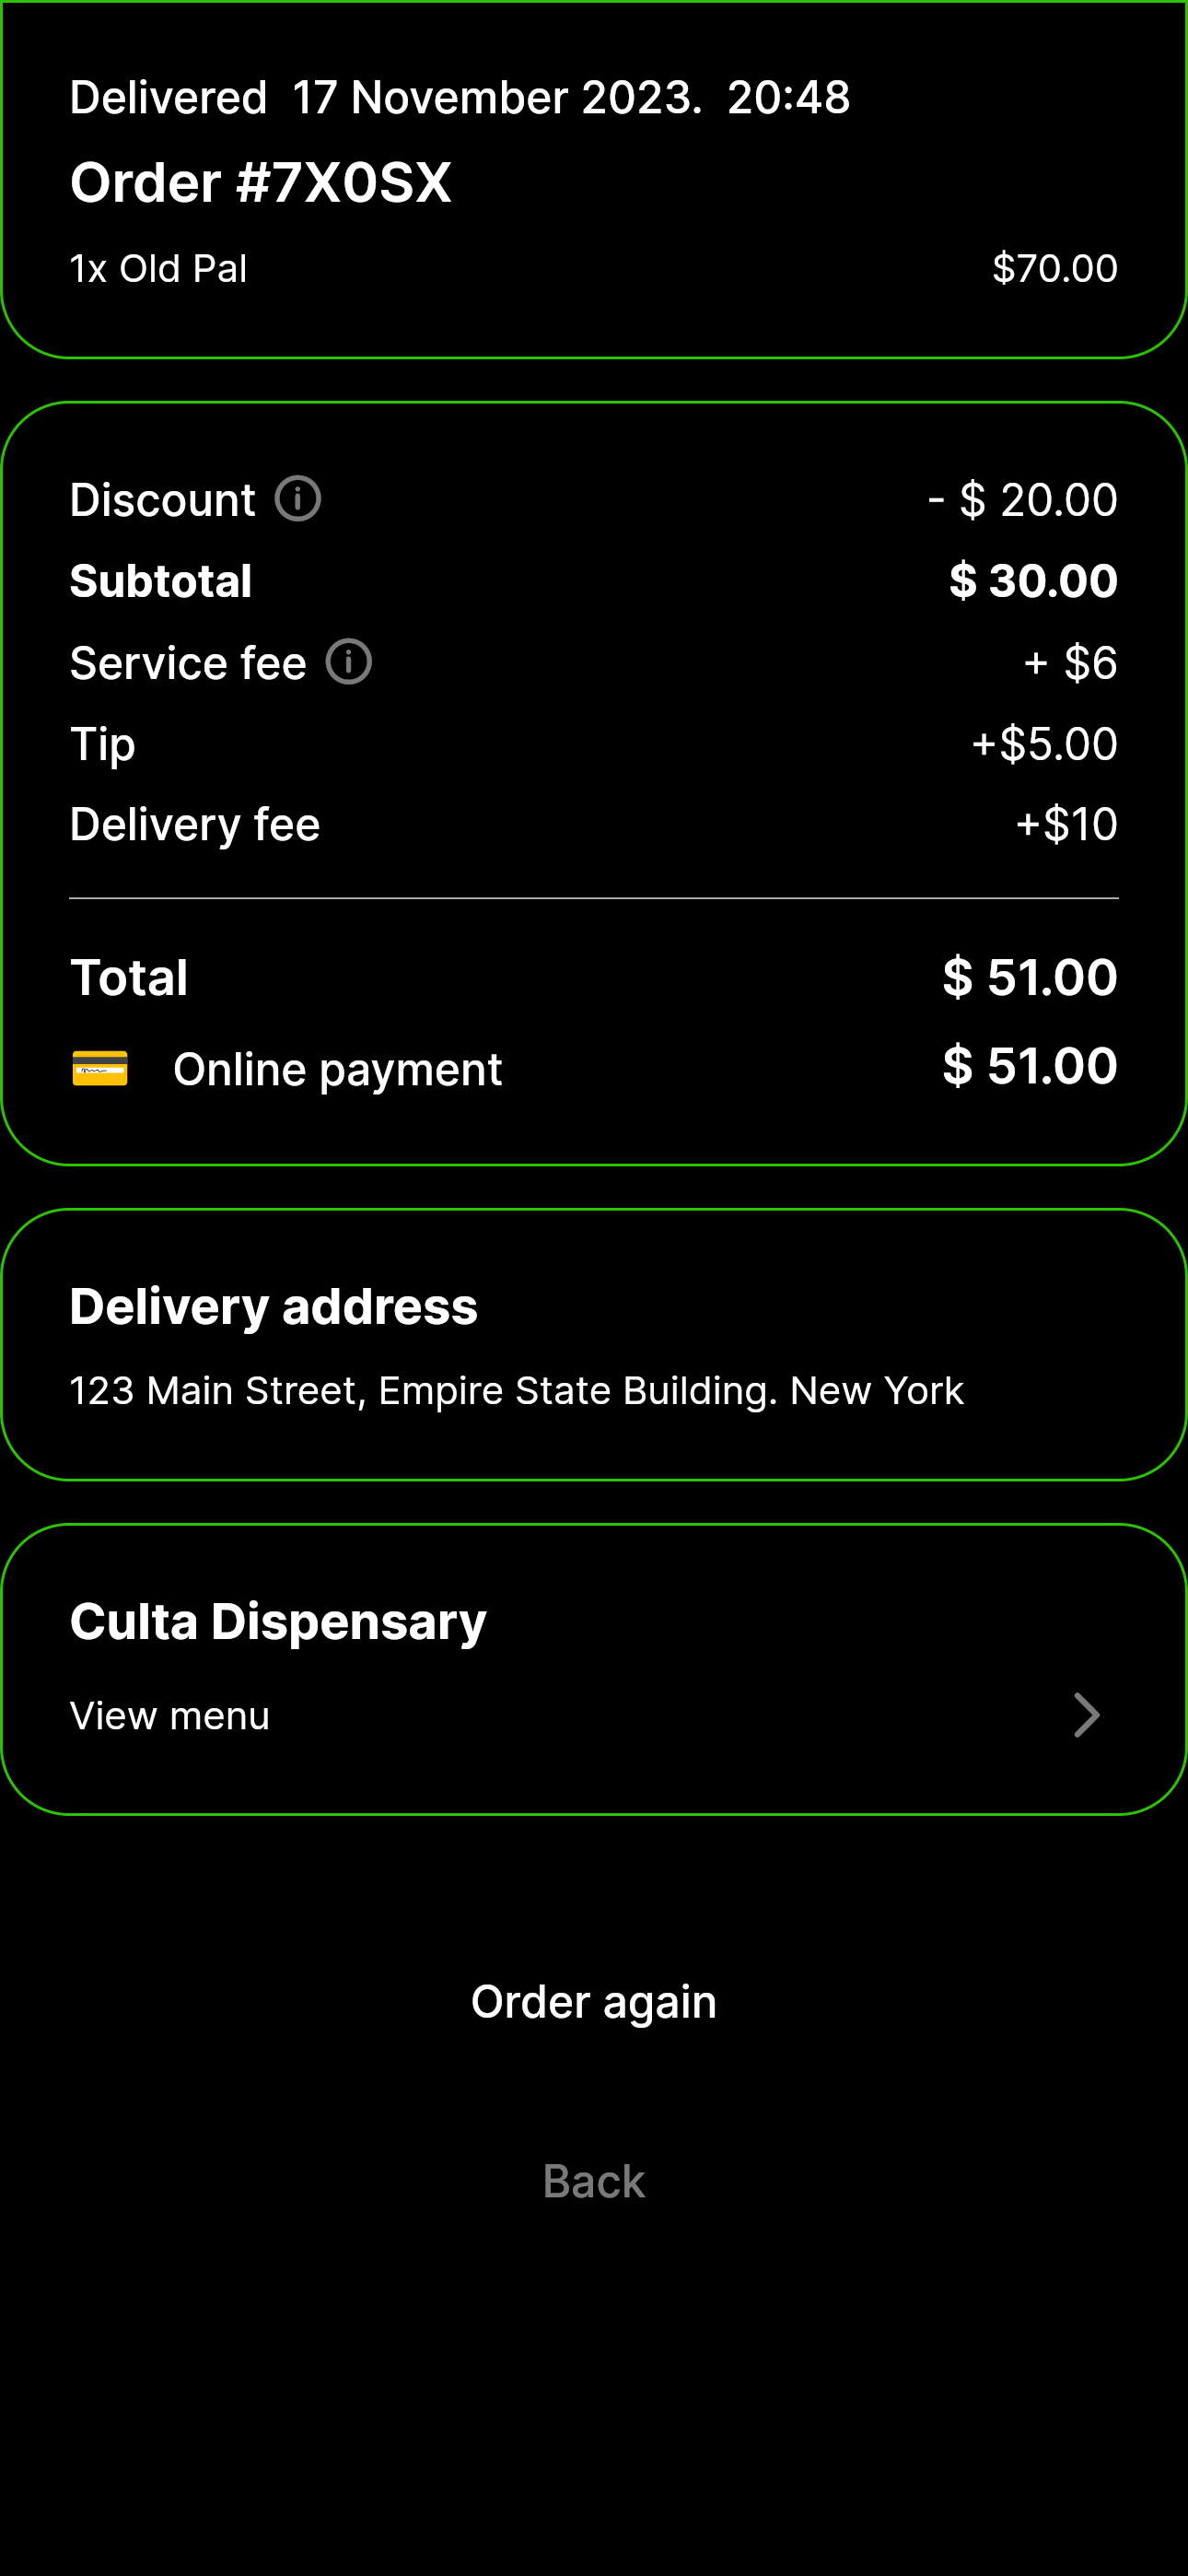 Delivered 17 November 2023. 20:48
Order #7X0SX
1x Old Pal $70.00
Discount - $ 20.00
Subtotal $ 30.00
Service fee + $6
Tip +$5.00
Delivery fee +$10
Total $ 51.00
Online payment $ 51.00
Delivery address
123 Main Street, Empire State Building. New York
Culta Dispensary
View menu
Order again
Back